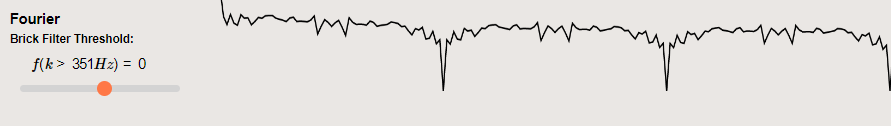 Fourier
Brick Filter Threshold:
f(k > 351Hz) = 0